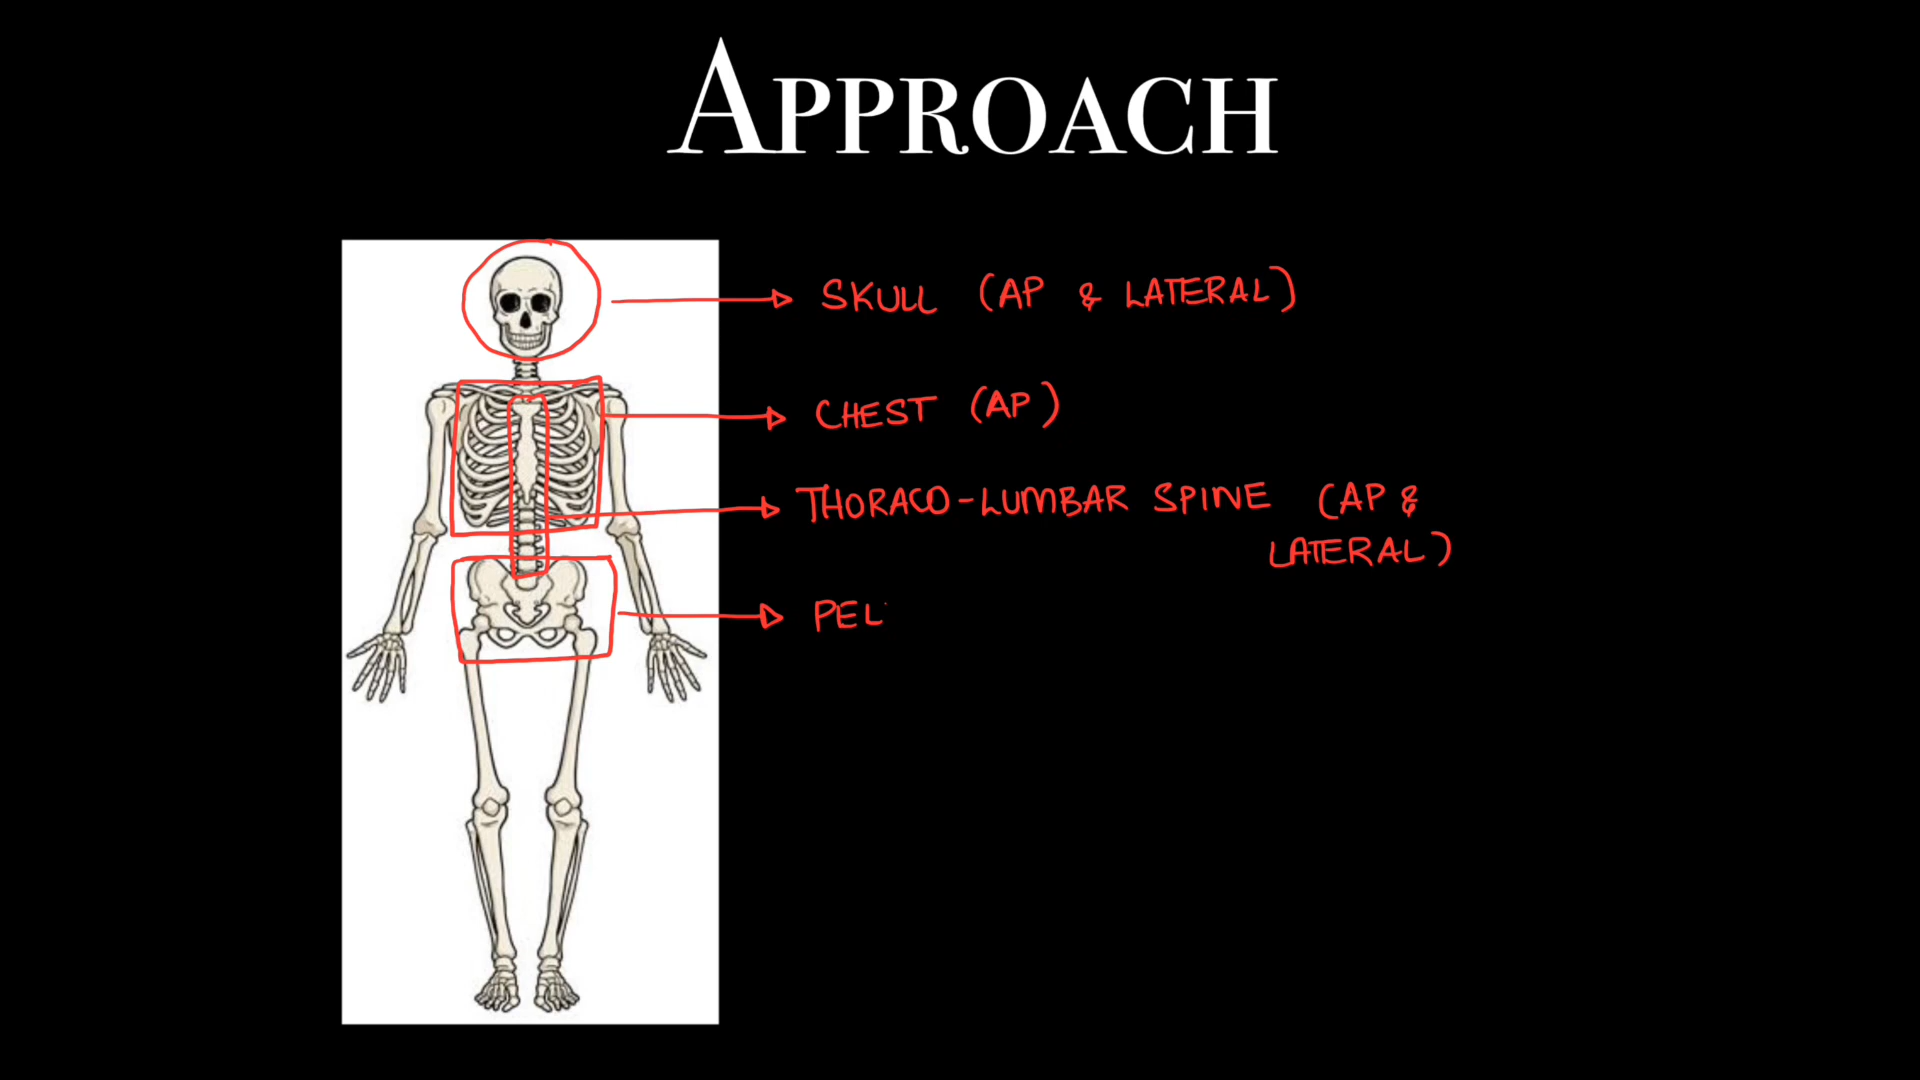 APPROACH
SKULL (AP & LATERAL)
CHEST (AP)
THORACO-LUMBAR SPINE (AP &
LATERAL)
PEL